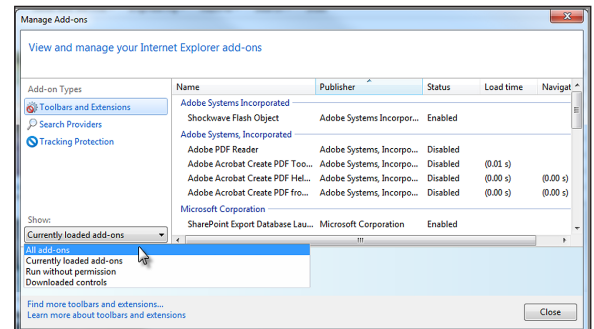 Manage Add-ons
View and manage your Internet Explorer add-ons
Add-on Types
Toolbars and Extensions
Search Providers
Tracking Protection
Name Publisher Status Load time Navigat
Adobe Systems Incorporated
Shockwave Flash Object Adobe Systems Incorpor... Enabled
Adobe Systems, Incorporated
Adobe PDF Reader Adobe Systems, Incorpo... Disabled
Adobe Acrobat Create PDF Too... Adobe Systems, Incorpo... Disabled (0.01 s)
Adobe Acrobat Create PDF Hel... Adobe Systems, Incorpo... Disabled (0.00 s) (0.00 s)
Adobe Acrobat Create PDF fro... Adobe Systems, Incorpo... Disabled (0.00 s) (0.00 s)
Microsoft Corporation
SharePoint Export Database Lau... Microsoft Corporation Enabled
Show:
Currently loaded add-ons
All add-ons
Currently loaded add-ons
Run without permission
Downloaded controls
Find more toolbars and extensions...
Learn more about toolbars and extensions
Close